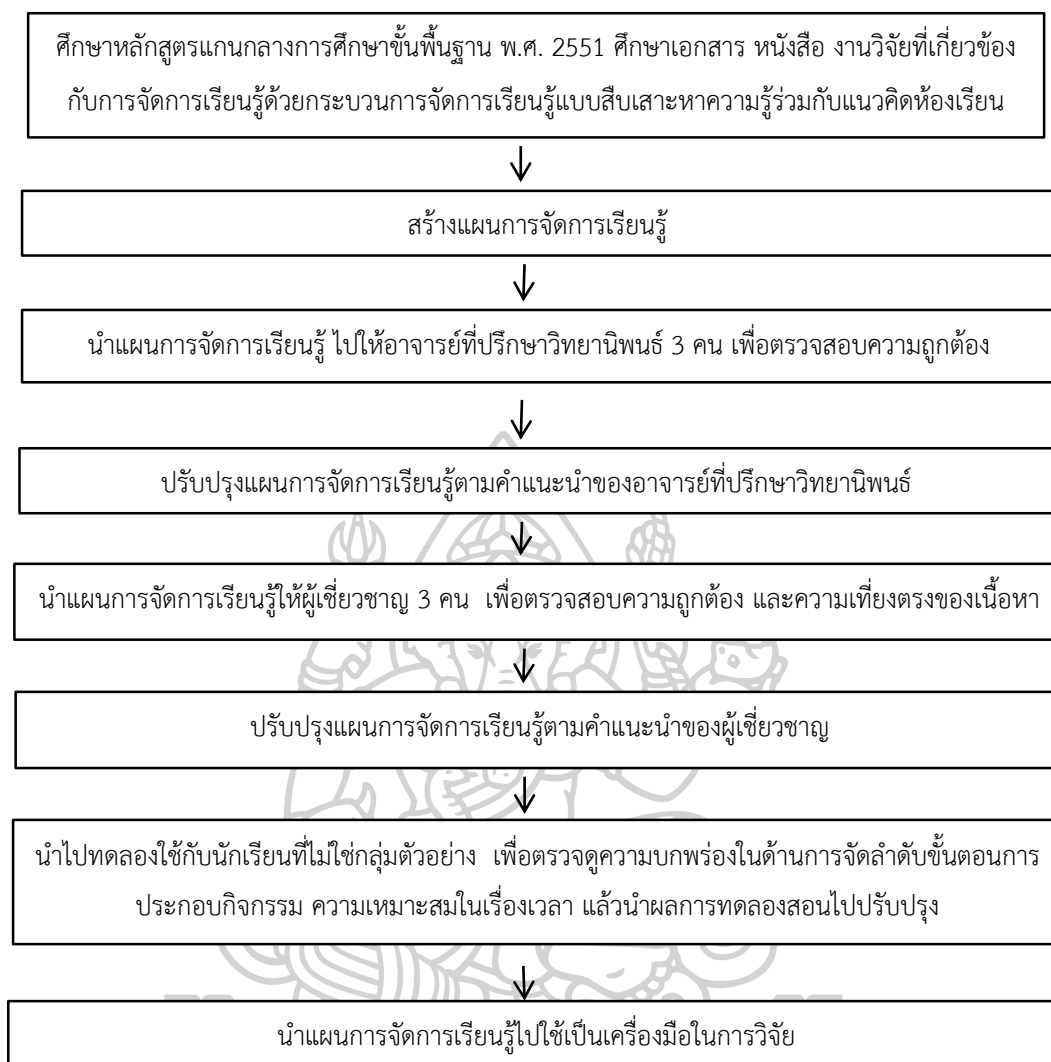 ศึกษาหลักสูตรแกนกลางการศึกษาขั้นพื้นฐาน พ.ศ. 2551 ศึกษาเอกสาร หนังสือ งานวิจัยที่เกี่ยวข้อง
กับการจัดการเรียนรู้ด้วยกระบวนการจัดการเรียนรู้แบบสืบเสาะหาความรู้ร่วมกับแนวคิดห้องเรียน
สร้างแผนการจัดการเรียนรู้
นำแผนการจัดการเรียนรู้ ไปให้อาจารย์ที่ปรึกษาวิทยานิพนธ์ 3 คน เพื่อตรวจสอบความถูกต้อง
ปรับปรุงแผนการจัดการเรียนรู้ตามคำแนะนำของอาจารย์ที่ปรึกษาวิทยานิพนธ์
นำแผนการจัดการเรียนรู้ให้ผู้เชี่ยวชาญ 3 คน เพื่อตรวจสอบความถูกต้อง และความเที่ยงตรงของเนื้อหา
ปรับปรุงแผนการจัดการเรียนรู้ตามคำแนะนำของผู้เชี่ยวชาญ
นำไปทดลองใช้กับนักเรียนที่ไม่ใช่กลุ่มตัวอย่าง เพื่อตรวจดูความบกพร่องในด้านการจัดลำดับขั้นตอนการ
ประกอบกิจกรรม ความเหมาะสมในเรื่องเวลา แล้วนำผลการทดลองสอนไปปรับปรุง
นำแผนการจัดการเรียนรู้ไปใช้เป็นเครื่องมือในการวิจัย